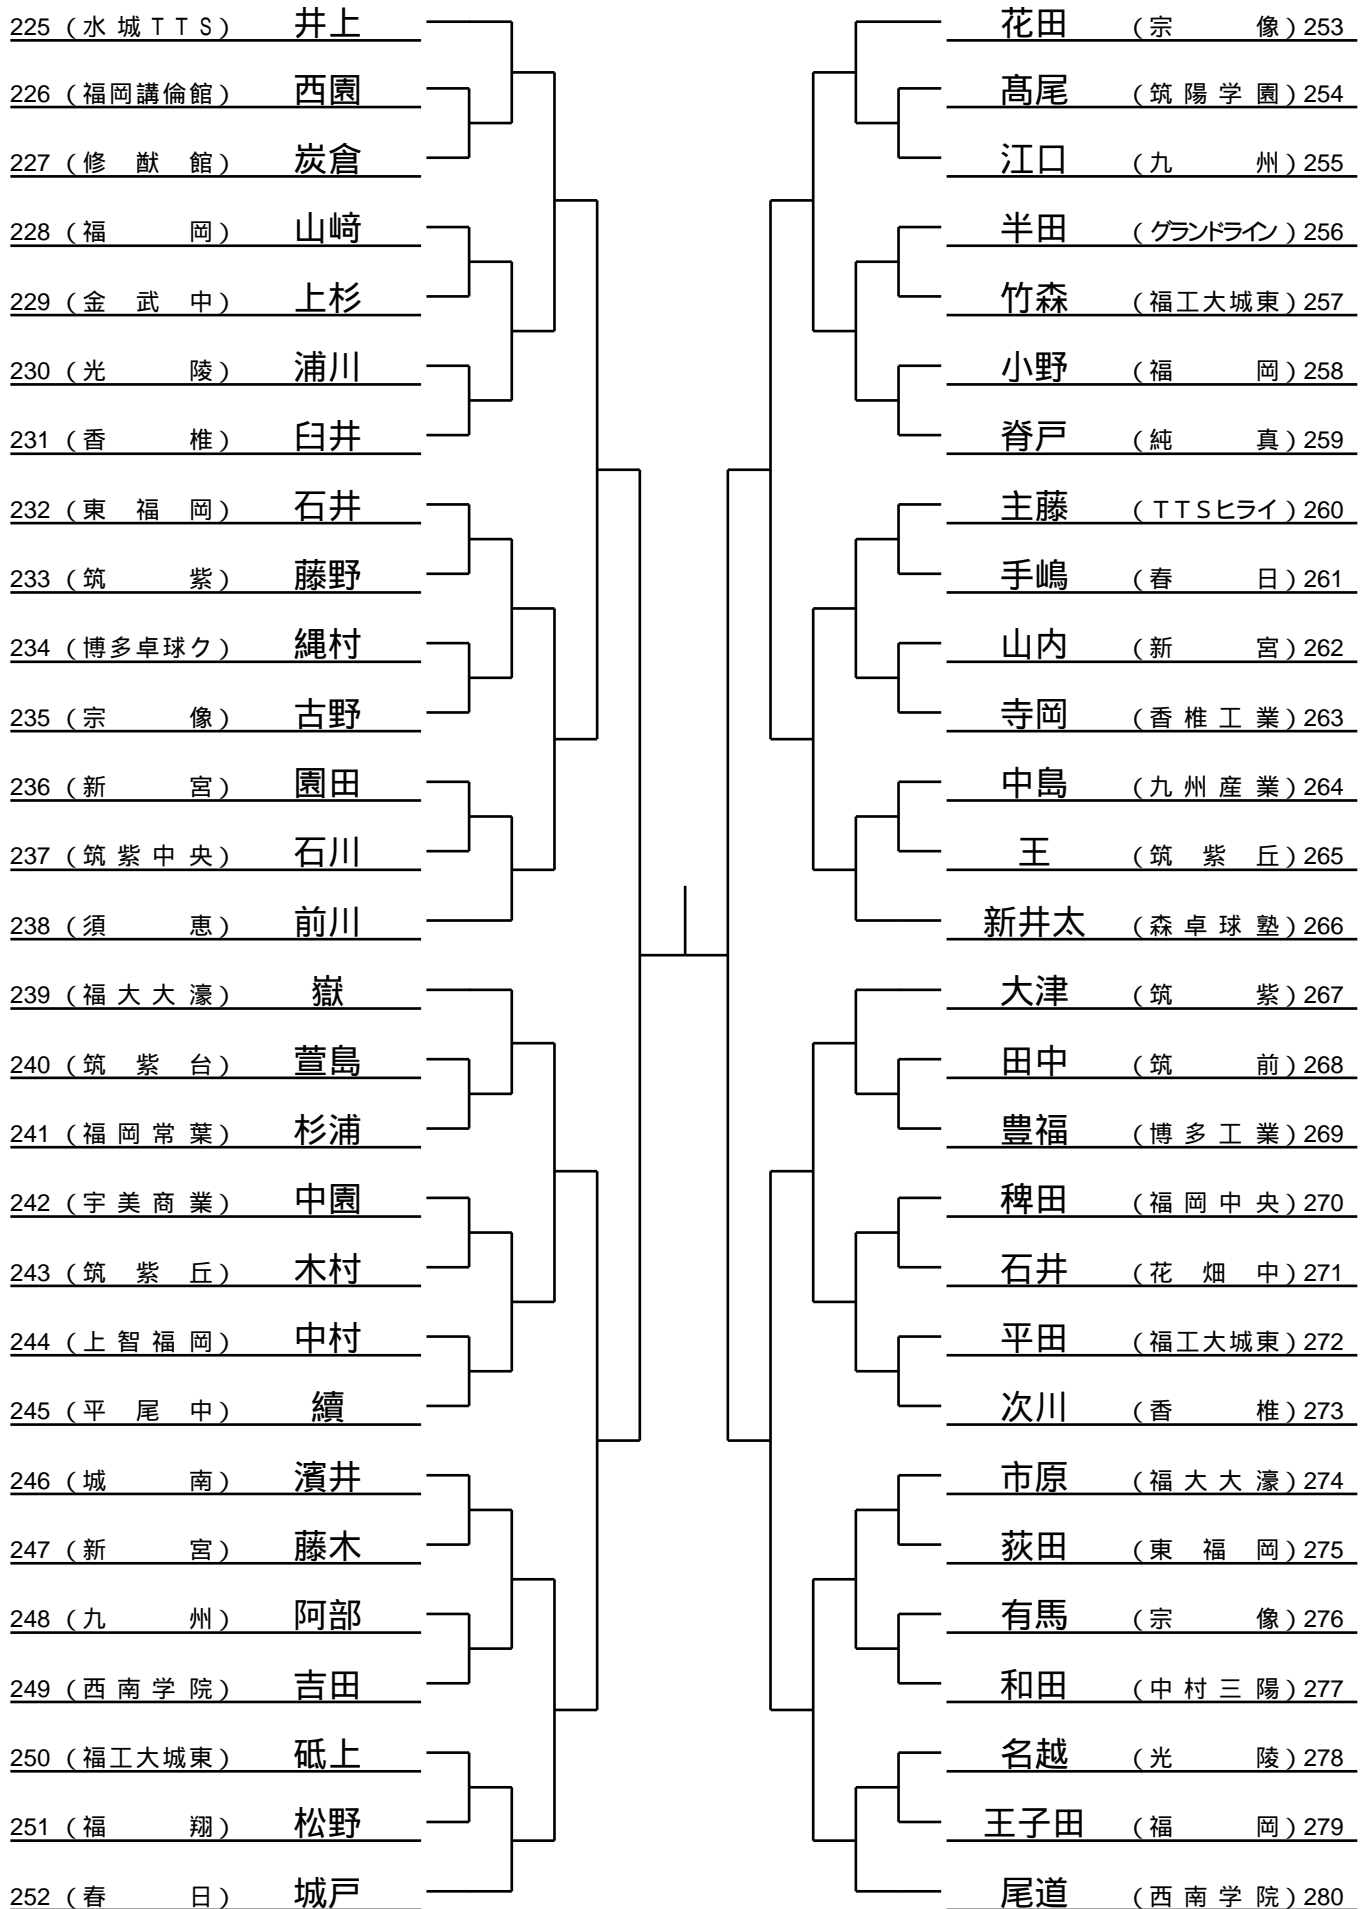 225 (水城TTS) 井上
226 (福岡講倫館) 西園
227 (修猷館) 炭倉
228 (福岡) 山﨑
229 (金武中) 上杉
230 (光陵) 浦川
231 (香椎) 臼井
232 (東福岡) 石井
233 (筑紫) 藤野
234 (博多卓球ク) 縄村
235 (宗像) 古野
236 (新宮) 園田
237 (筑紫中央) 石川
238 (須恵) 前川
239 (福大大濠) 嶽
240 (筑紫台) 萱島
241 (福岡常葉) 杉浦
242 (宇美商業) 中園
243 (筑紫丘) 木村
244 (上智福岡) 中村
245 (平尾中) 續
246 (城南) 濱井
247 (新宮) 藤木
248 (九州) 阿部
249 (西南学院) 吉田
250 (福工大城東) 砥上
251 (福翔) 松野
252 (春日) 城戸
花田 (宗像) 253
髙尾 (筑陽学園) 254
江口 (九州) 255
半田 (グランドライン) 256
竹森 (福工大城東) 257
小野 (福岡) 258
脊戸 (純真) 259
主藤 (TTSヒライ) 260
手嶋 (春日) 261
山内 (新宮) 262
寺岡 (香椎工業) 263
中島 (九州産業) 264
王 (筑紫丘) 265
新井太 (森卓球塾) 266
大津 (筑紫) 267
田中 (筑前) 268
豊福 (博多工業) 269
稗田 (福岡中央) 270
石井 (花畑中) 271
平田 (福工大城東) 272
次川 (香椎) 273
市原 (福大大濠) 274
荻田 (東福岡) 275
有馬 (宗像) 276
和田 (中村三陽) 277
名越 (光陵) 278
王子田 (福岡) 279
尾道 (西南学院) 280